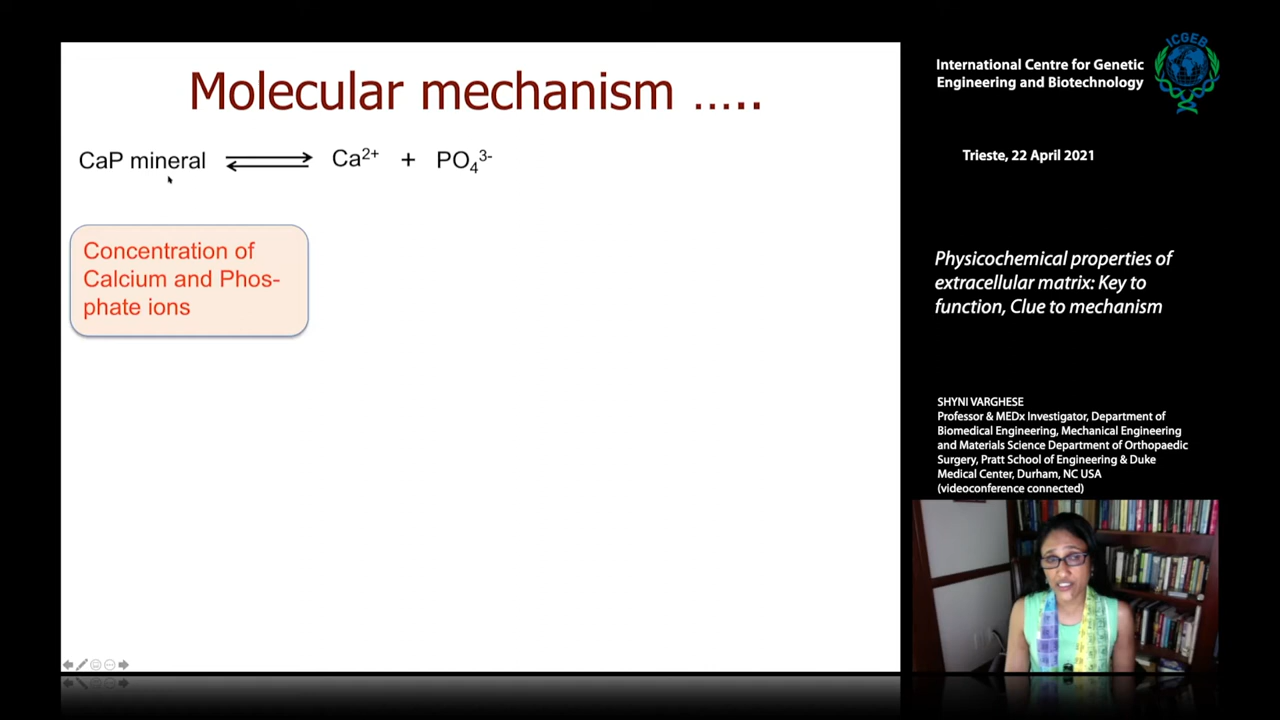 Molecular mechanism .....
CaP mineral ⇌ Ca²⁺ + PO₄³⁻
Concentration of
Calcium and Phos-
phate ions
International Centre for Genetic
Engineering and Biotechnology
ICGEB
Trieste, 22 April 2021
Physicochemical properties of
extracellular matrix: Key to
function, Clue to mechanism
SHYNI VARGHESE
Professor & MEDx Investigator, Department of
Biomedical Engineering, Mechanical Engineering
and Materials Science Department of Orthopaedic
Surgery, Pratt School of Engineering & Duke
Medical Center, Durham, NC USA
(videoconference connected)